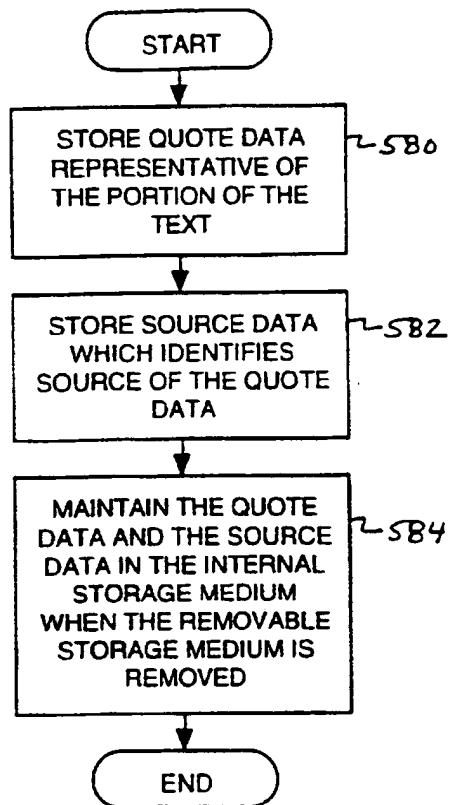 START
STORE QUOTE DATA
REPRESENTATIVE
OF THE PORTION OF THE
TEXT
580
STORE SOURCE DATA
WHICH IDENTIFIES
SOURCE OF THE QUOTE
DATA
582
MAINTAIN THE QUOTE
DATA AND THE SOURCE
DATA IN THE INTERNAL
STORAGE MEDIUM
WHEN THE REMOVABLE
STORAGE MEDIUM IS
REMOVED
584
END